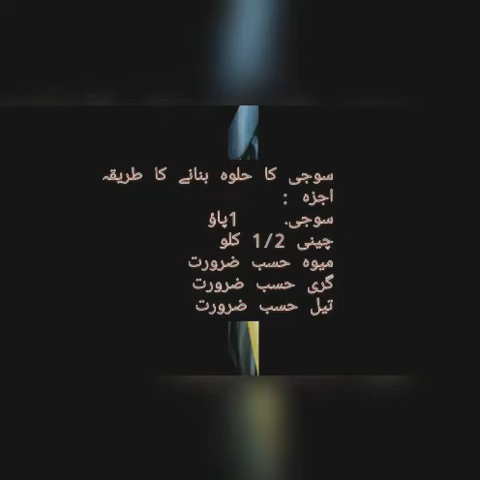 سوجی کا حلوہ بنانے کا طریقہ
اجزہ :
سوجی. 1پاؤ
چینی 1/2 کلو
میوہ حسب ضرورت
گری حسب ضرورت
تیل حسب ضرورت